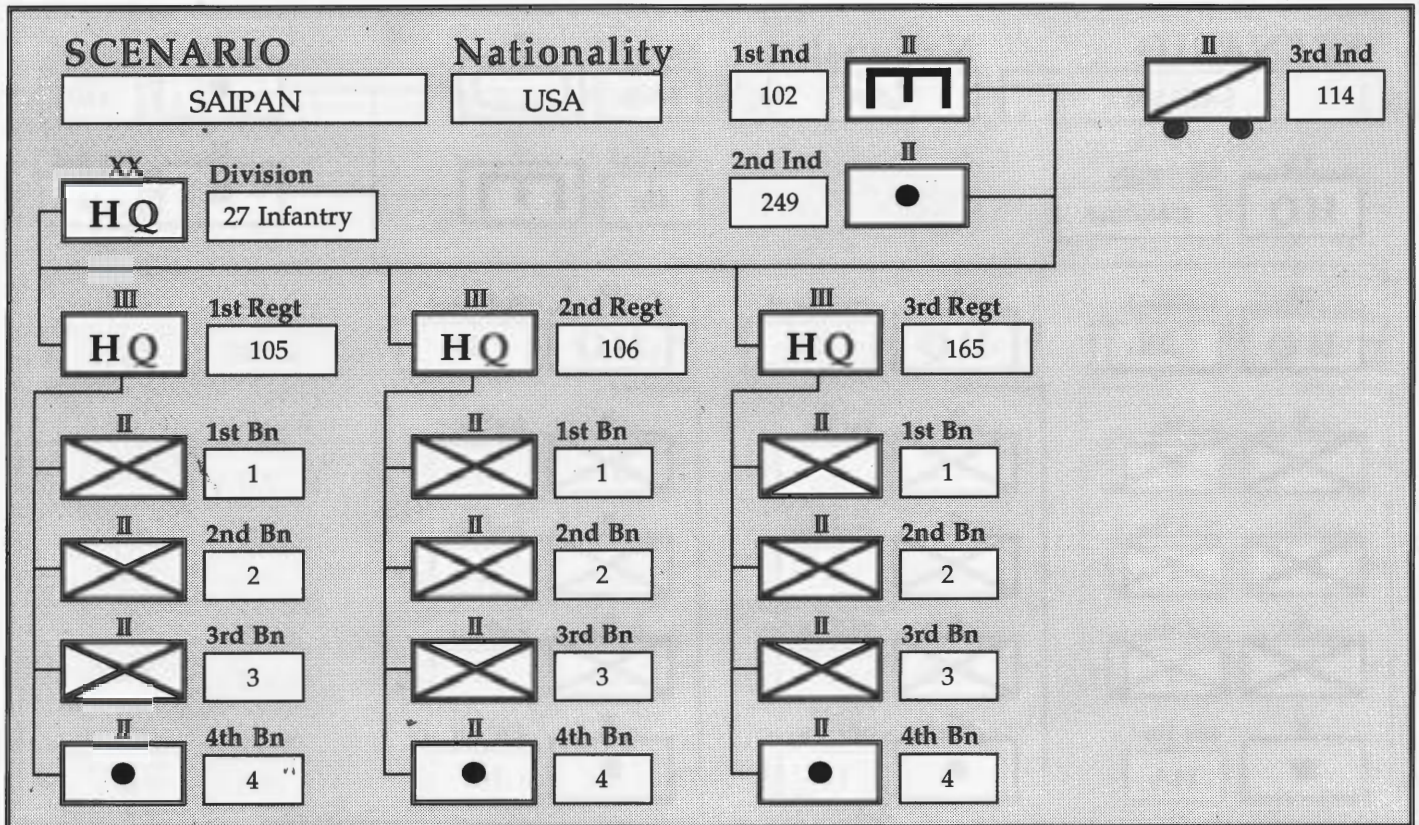 SCENARIO
SAIPAN
Nationality
USA
1st Ind
102
II
II
3rd Ind
114
2nd Ind
249
II
XX
HQ
Division
27 Infantry
III
HQ
1st Regt
105
III
HQ
2nd Regt
106
III
HQ
3rd Regt
165
II
1st Bn
1
II
1st Bn
1
II
1st Bn
1
II
2nd Bn
2
II
2nd Bn
2
II
2nd Bn
2
II
3rd Bn
3
II
3rd Bn
3
II
3rd Bn
3
II
4th Bn
4
II
4th Bn
4
II
4th Bn
4